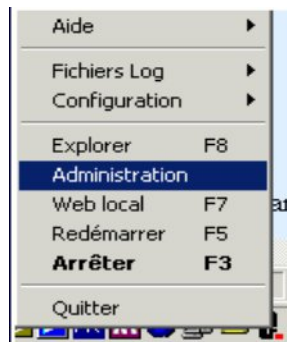 Aide
Fichiers Log
Configuration
Explorer F8
Administration
Web local F7
Redémarrer F5
Arrêter F3
Quitter